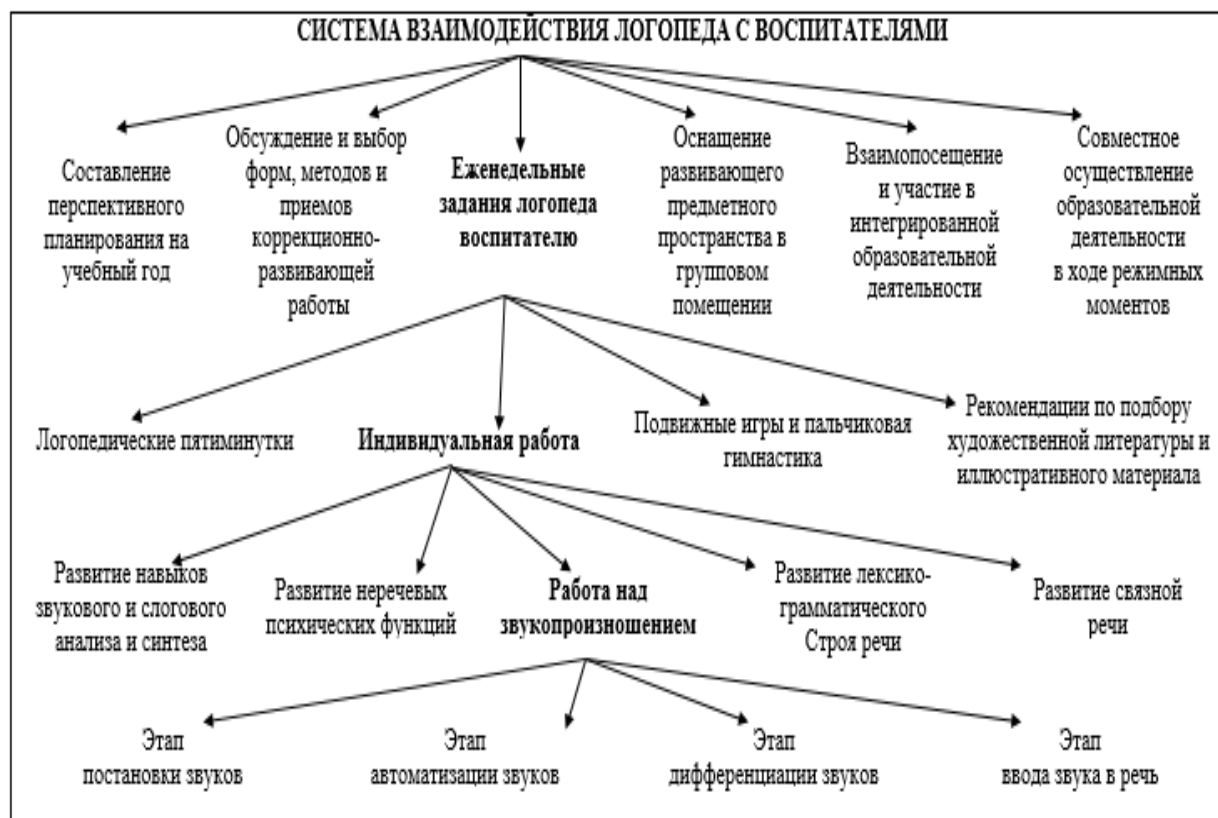 СИСТЕМА ВЗАИМОДЕЙСТВИЯ ЛОГОПЕДА С ВОСПИТАТЕЛЯМИ
Составление
перспективного
планирования на
учебный год
Обсуждение и выбор
форм, методов и
приемов
коррекционно-
развивающей
работы
Еженедельные
задания логопеда
воспитателю
Оснащение
развивающего
предметного
пространства в
групповом
помещении
Взаимопосещение
и участие в
интегрированной
образовательной
деятельности
Совместное
осуществление
образовательной
деятельности
в ходе режимных
моментов
Логопедические пятиминутки
Индивидуальная работа
Подвижные игры и пальчиковая
гимнастика
Рекомендации по подбору
художественной литературы и
иллюстративного материала
Развитие навыков
звукового и слогового
анализа и синтеза
Развитие неречевых
психических функций
Работа над
звукопроизношением
Развитие лексико-
грамматического
Строя речи
Развитие связной
речи
Этап
постановки звуков
Этап
автоматизации звуков
Этап
дифференциации звуков
Этап
ввода звука в речь